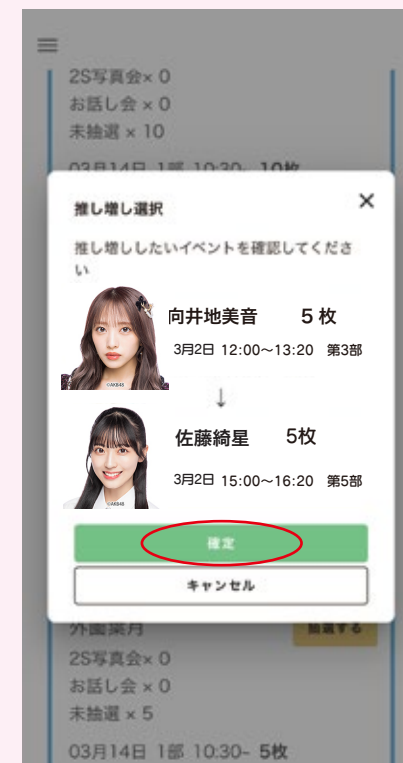 2S写真会× 0
お話し会 × 0
未抽選 × 10
03月14日 1部 10:30- 10枚
推し増し選択
×
推し増ししたいイベントを確認してくださ
い
向井地美音 5 枚
3月2日 12:00〜13:20 第3部
©AKB48
↓
佐藤綺星 5枚
3月2日 15:00〜16:20 第5部
©AKB48
確定
キャンセル
外園葉月 抽選する
2S写真会× 0
お話し会 × 0
未抽選 × 5
03月14日 1部 10:30- 5枚